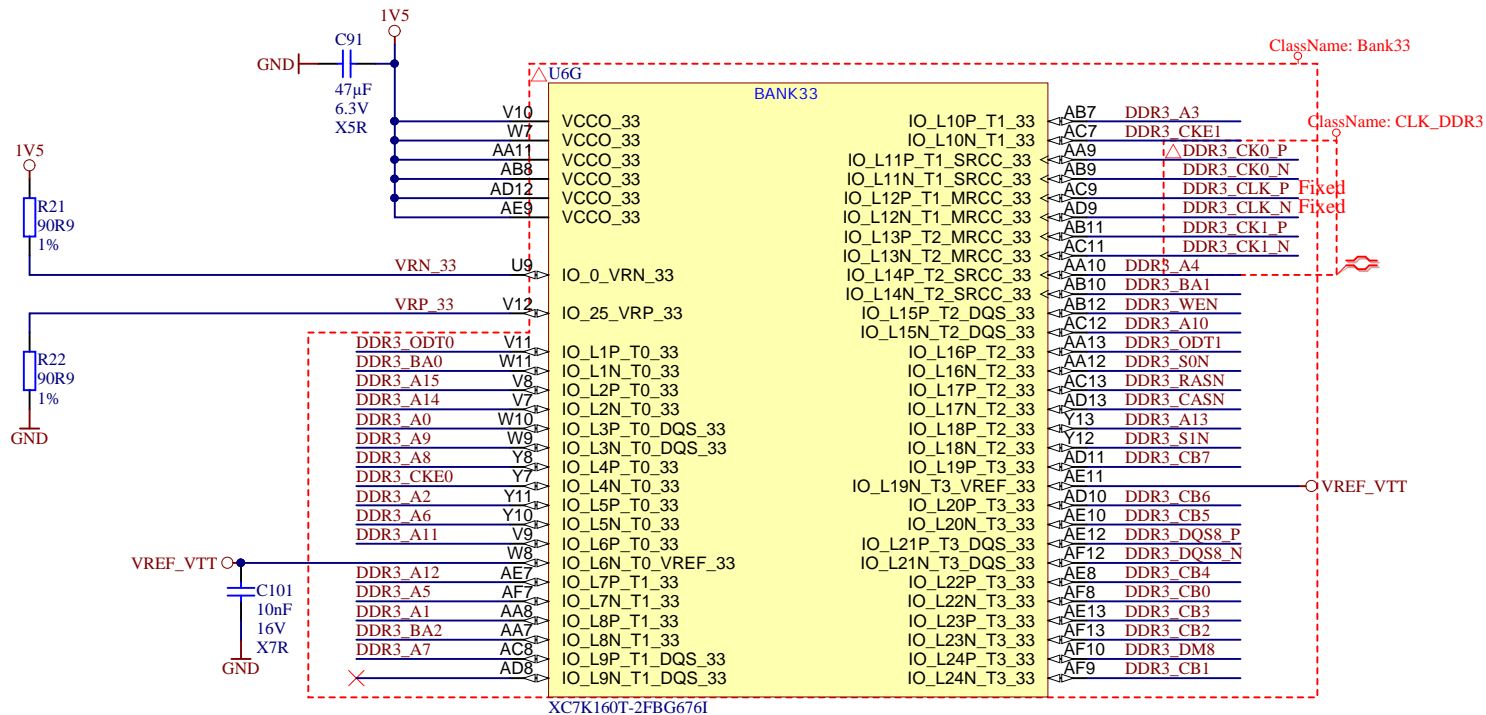 1V5
C91
GND
47µF
6.3V
X5R
ClassName: Bank33
U6G
BANK33
1V5
R21
90R9
1%
V10 VCCO_33
W7 VCCO_33
AA11 VCCO_33
AB8 VCCO_33
AD12 VCCO_33
AE9 VCCO_33
VRN_33 U9 IO_0_VRN_33
VRP_33 V12 IO_25_VRP_33
R22
90R9
1%
GND
DDR3_ODT0 V11 IO_L1P_T0_33
DDR3_BA0 W11 IO_L1N_T0_33
DDR3_A15 V8 IO_L2P_T0_33
DDR3_A14 V7 IO_L2N_T0_33
DDR3_A0 W10 IO_L3P_T0_DQS_33
DDR3_A9 W9 IO_L3N_T0_DQS_33
DDR3_A8 Y8 IO_L4P_T0_33
DDR3_CKE0 Y7 IO_L4N_T0_33
DDR3_A2 Y11 IO_L5P_T0_33
DDR3_A6 Y10 IO_L5N_T0_33
DDR3_A11 V9 IO_L6P_T0_33
VREF_VTT W8 IO_L6N_T0_VREF_33
DDR3_A12 AE7 IO_L7P_T1_33
DDR3_A5 AF7 IO_L7N_T1_33
DDR3_A1 AA8 IO_L8P_T1_33
DDR3_BA2 AA7 IO_L8N_T1_33
DDR3_A7 AC8 IO_L9P_T1_DQS_33
AD8 IO_L9N_T1_DQS_33
C101
10nF
16V
X7R
GND
IO_L10P_T1_33 AB7 DDR3_A3
IO_L10N_T1_33 AC7 DDR3_CKE1
ClassName: CLK_DDR3
IO_L11P_T1_SRCC_33 AA9 DDR3_CK0_P
IO_L11N_T1_SRCC_33 AB9 DDR3_CK0_N
IO_L12P_T1_MRCC_33 AC9 DDR3_CLK_P Fixed
IO_L12N_T1_MRCC_33 AD9 DDR3_CLK_N Fixed
IO_L13P_T2_MRCC_33 AB11 DDR3_CK1_P
IO_L13N_T2_MRCC_33 AC11 DDR3_CK1_N
IO_L14P_T2_SRCC_33 AA10 DDR3_A4
IO_L14N_T2_SRCC_33 AB10 DDR3_BA1
IO_L15P_T2_DQS_33 AB12 DDR3_WEN
IO_L15N_T2_DQS_33 AC12 DDR3_A10
IO_L16P_T2_33 AA13 DDR3_ODT1
IO_L16N_T2_33 AA12 DDR3_S0N
IO_L17P_T2_33 AC13 DDR3_RASN
IO_L17N_T2_33 AD13 DDR3_CASN
IO_L18P_T2_33 Y13 DDR3_A13
IO_L18N_T2_33 Y12 DDR3_S1N
IO_L19P_T3_33 AD11 DDR3_CB7
IO_L19N_T3_VREF_33 AE11 VREF_VTT
IO_L20P_T3_33 AD10 DDR3_CB6
IO_L20N_T3_33 AE10 DDR3_CB5
IO_L21P_T3_DQS_33 AE12 DDR3_DQS8_P
IO_L21N_T3_DQS_33 AF12 DDR3_DQS8_N
IO_L22P_T3_33 AE8 DDR3_CB4
IO_L22N_T3_33 AF8 DDR3_CB0
IO_L23P_T3_33 AE13 DDR3_CB3
IO_L23N_T3_33 AF13 DDR3_CB2
IO_L24P_T3_33 AF10 DDR3_DM8
IO_L24N_T3_33 AF9 DDR3_CB1
XC7K160T-2FBG676I